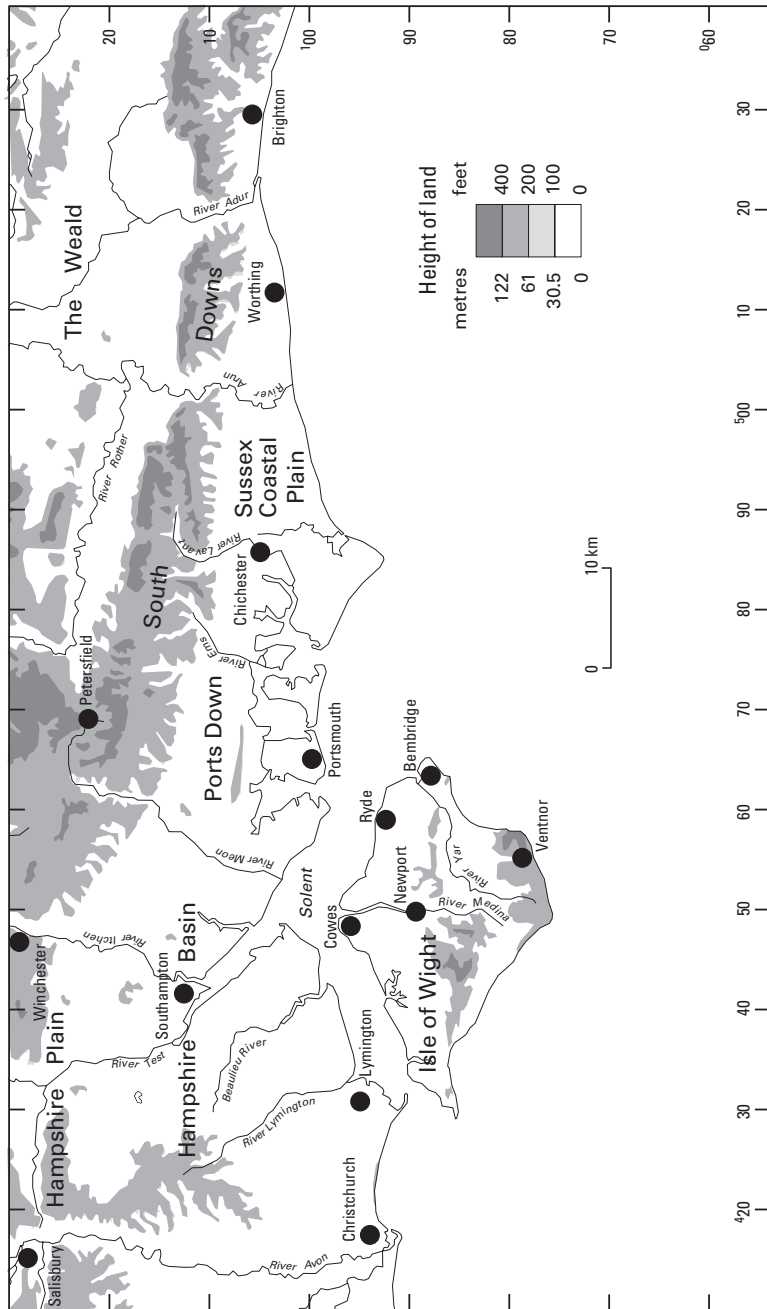 Salisbury
Winchester
Hampshire Plain
Petersfield
The Weald
River Test
River Itchen
River Meon
River Rother
River Avon
Southampton
Hampshire
Basin
Ports Down
South
Downs
River Ems
River Lavant
River Arun
River Adur
Beaulieu River
River Lymington
Christchurch
Lymington
Solent
Portsmouth
Chichester
Sussex
Coastal
Plain
Worthing
Brighton
Cowes
Newport
Ryde
Bembridge
Isle of Wight
River Medina
River Yar
Ventnor
0 10 km
Height of land
metres feet
122 400
61 200
30.5 100
0 0
20
10
100
90
80
70
060
420
30
40
50
60
70
80
90
500
10
20
30